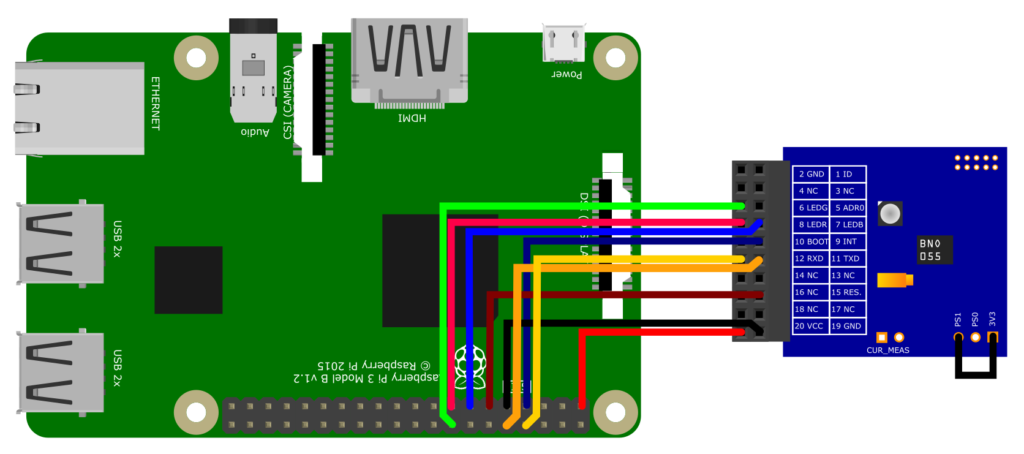 ETHERNET
Audio
CSI (CAMERA)
HDMI
Power
USB 2x
USB 2x
© Raspberry Pi 2015
Raspberry Pi 3 Model B v1.2
2 GND 1 ID
4 NC 3 NC
6 LEDG 5 ADR0
8 LEDR 7 LEDB
10 BOOT 9 INT
12 RXD 11 TXD
14 NC 13 NC
16 NC 15 RES.
18 NC 17 NC
20 VCC 19 GND
BNO
055
PS1
PS0
3V3
CUR_MEAS